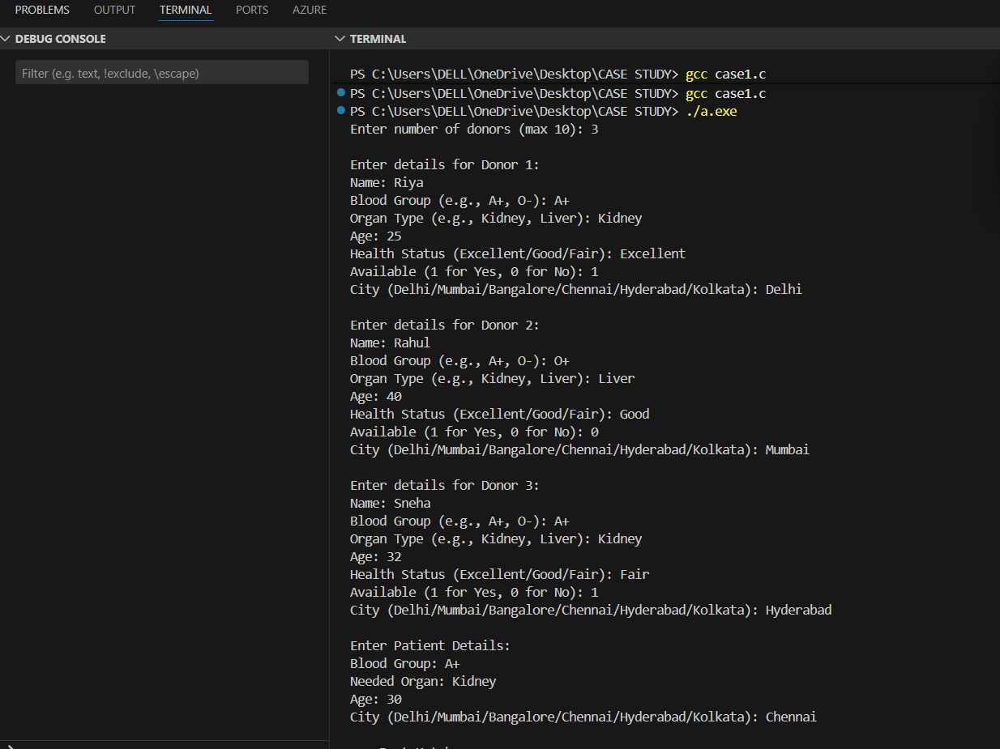 PROBLEMS OUTPUT TERMINAL PORTS AZURE
DEBUG CONSOLE
Filter (e.g. text, !exclude, \escape)
TERMINAL
PS C:\Users\DELL\OneDrive\Desktop\CASE STUDY> gcc case1.c
PS C:\Users\DELL\OneDrive\Desktop\CASE STUDY> gcc case1.c
PS C:\Users\DELL\OneDrive\Desktop\CASE STUDY> ./a.exe
Enter number of donors (max 10): 3
Enter details for Donor 1:
Name: Riya
Blood Group (e.g., A+, O-): A+
Organ Type (e.g., Kidney, Liver): Kidney
Age: 25
Health Status (Excellent/Good/Fair): Excellent
Available (1 for Yes, 0 for No): 1
City (Delhi/Mumbai/Bangalore/Chennai/Hyderabad/Kolkata): Delhi
Enter details for Donor 2:
Name: Rahul
Blood Group (e.g., A+, O-): O+
Organ Type (e.g., Kidney, Liver): Liver
Age: 40
Health Status (Excellent/Good/Fair): Good
Available (1 for Yes, 0 for No): 0
City (Delhi/Mumbai/Bangalore/Chennai/Hyderabad/Kolkata): Mumbai
Enter details for Donor 3:
Name: Sneha
Blood Group (e.g., A+, O-): A+
Organ Type (e.g., Kidney, Liver): Kidney
Age: 32
Health Status (Excellent/Good/Fair): Fair
Available (1 for Yes, 0 for No): 1
City (Delhi/Mumbai/Bangalore/Chennai/Hyderabad/Kolkata): Hyderabad
Enter Patient Details:
Blood Group: A+
Needed Organ: Kidney
Age: 30
City (Delhi/Mumbai/Bangalore/Chennai/Hyderabad/Kolkata): Chennai